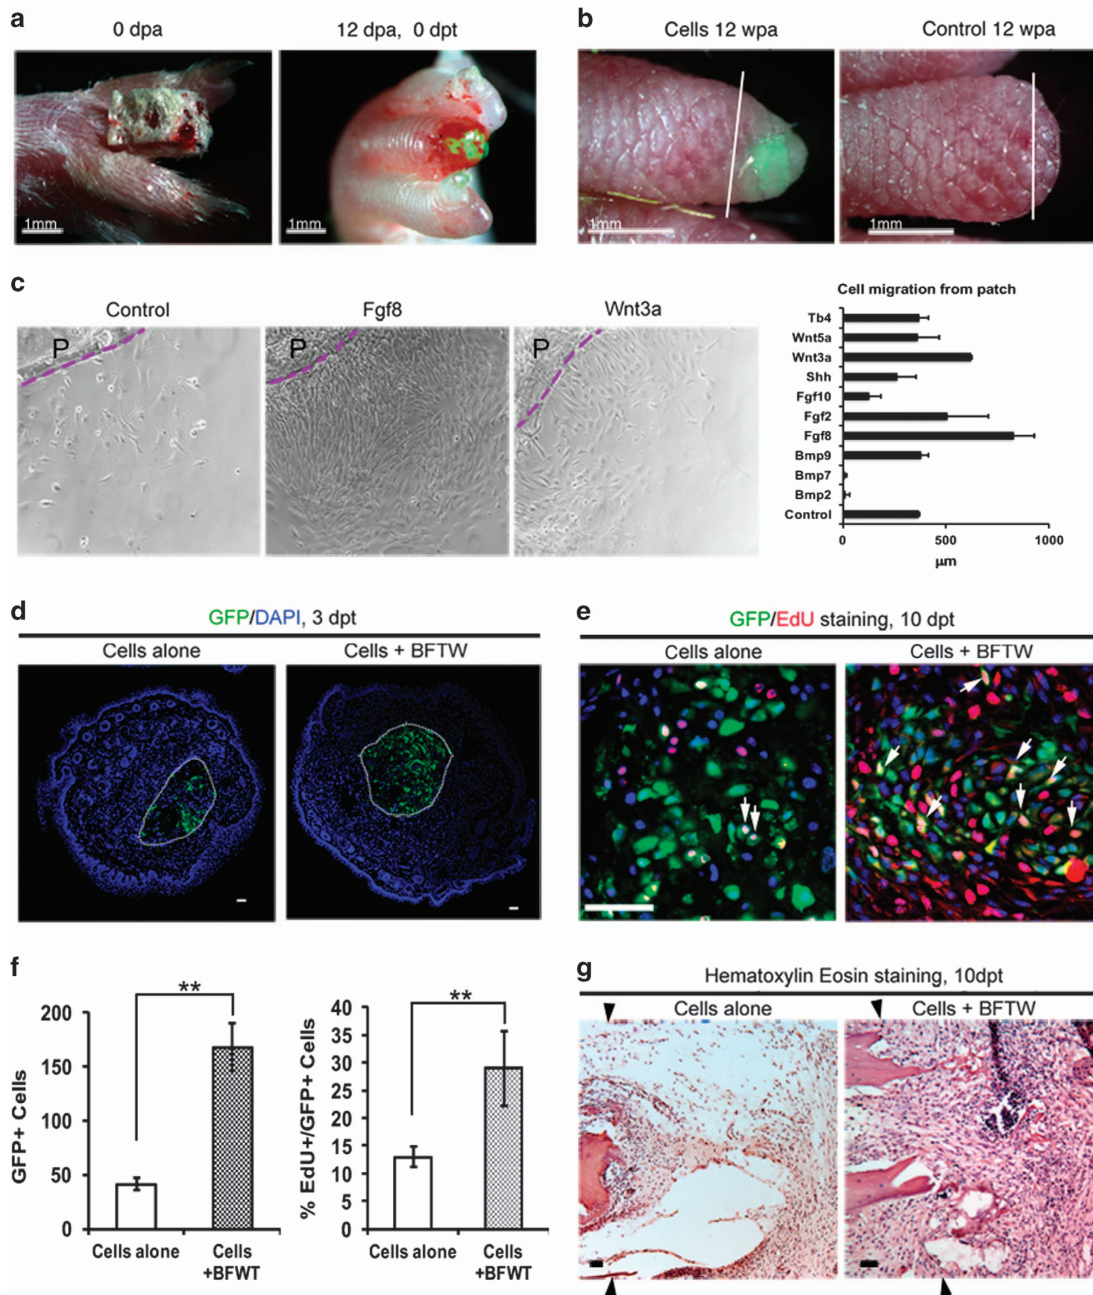 a
0 dpa
12 dpa, 0 dpt
1mm
1mm
b
Cells 12 wpa
Control 12 wpa
1mm
1mm
c
Control
Fgf8
Wnt3a
P
P
P
Cell migration from patch
Tb4
Wnt5a
Wnt3a
Shh
Fgf10
Fgf2
Fgf8
Bmp9
Bmp7
Bmp2
Control
0
500
1000
μm
d
GFP/DAPI, 3 dpt
Cells alone
Cells + BFTW
e
GFP/EdU staining, 10 dpt
Cells alone
Cells + BFTW
f
GFP+ Cells
200
150
100
50
0
**
Cells alone
Cells
+BFWT
% EdU+/GFP+ Cells
40
35
30
25
20
15
10
5
0
**
Cells alone
Cells
+BFWT
g
Hematoxylin Eosin staining, 10dpt
Cells alone
Cells + BFTW